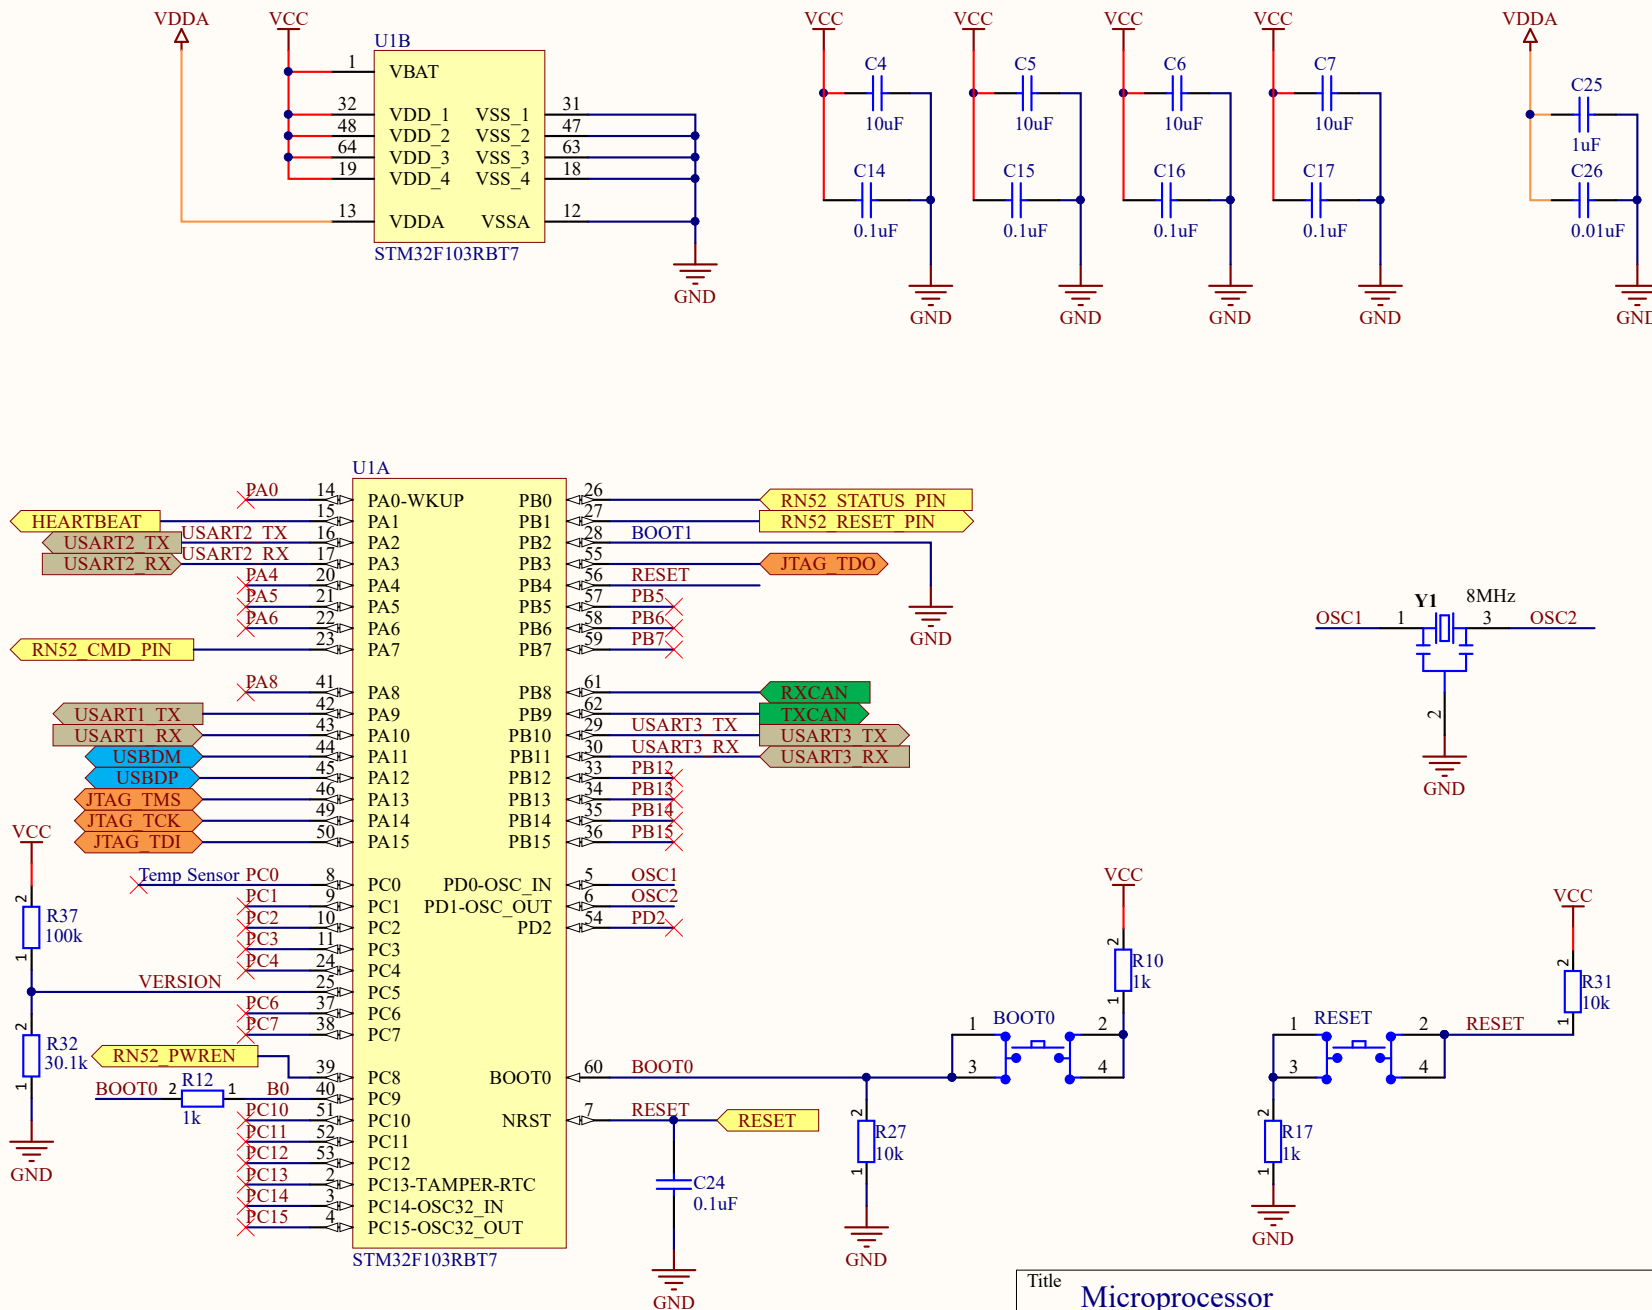 VDDA VCC VCC VCC VCC VCC VDDA
U1B
1 VBAT
32 VDD_1 VSS_1 31
48 VDD_2 VSS_2 47
64 VDD_3 VSS_3 63
19 VDD_4 VSS_4 18
13 VDDA VSSA 12
STM32F103RBT7
GND
C4 C5 C6 C7 C25
10uF 10uF 10uF 10uF 1uF
C14 C15 C16 C17 C26
0.1uF 0.1uF 0.1uF 0.1uF 0.01uF
GND GND GND GND GND
U1A
PA0 14 PA0-WKUP PB0 26 RN52_STATUS_PIN
HEARTBEAT 15 PA1 PB1 27 RN52_RESET_PIN
USART2_TX USART2_TX 16 PA2 PB2 28 BOOT1
USART2_RX USART2_RX 17 PA3 PB3 55 JTAG_TDO
PA4 20 PA4 PB4 56 RESET
PA5 21 PA5 PB5 57 PB5
PA6 22 PA6 PB6 58 PB6
RN52_CMD_PIN 23 PA7 PB7 59 PB7
GND
PA8 41 PA8 PB8 61 RXCAN
USART1_TX 42 PA9 PB9 62 TXCAN
USART1_RX 43 PA10 PB10 29 USART3_TX USART3_TX
USBDM 44 PA11 PB11 30 USART3_RX USART3_RX
USBDP 45 PA12 PB12 33 PB12
JTAG_TMS 46 PA13 PB13 34 PB13
JTAG_TCK 49 PA14 PB14 35 PB14
JTAG_TDI 50 PA15 PB15 36 PB15
Temp Sensor PC0 8 PC0 PD0-OSC_IN 5 OSC1
PC1 9 PC1 PD1-OSC_OUT 6 OSC2
PC2 10 PC2 PD2 54 PD2
PC3 11 PC3
PC4 24 PC4
VERSION 25 PC5
PC6 37 PC6
PC7 38 PC7
RN52_PWREN 39 PC8 BOOT0 60 BOOT0
BOOT0 2 R12 1 B0 40 PC9
1k
PC10 51 PC10 NRST 7 RESET RESET
PC11 52 PC11
PC12 53 PC12
PC13 2 PC13-TAMPER-RTC
PC14 3 PC14-OSC32_IN
PC15 4 PC15-OSC32_OUT
STM32F103RBT7
VCC
2
R37
100k
1
2
R32
30.1k
1
GND
C24
0.1uF
GND
2
R27
10k
1
GND
Y1 8MHz
OSC1 1 3 OSC2
2
GND
VCC
2
R10
1k
1
1 BOOT0 2
3 4
VCC
2
R31
10k
1
1 RESET 2 RESET
3 4
2
R17
1k
1
GND
Title
Microprocessor